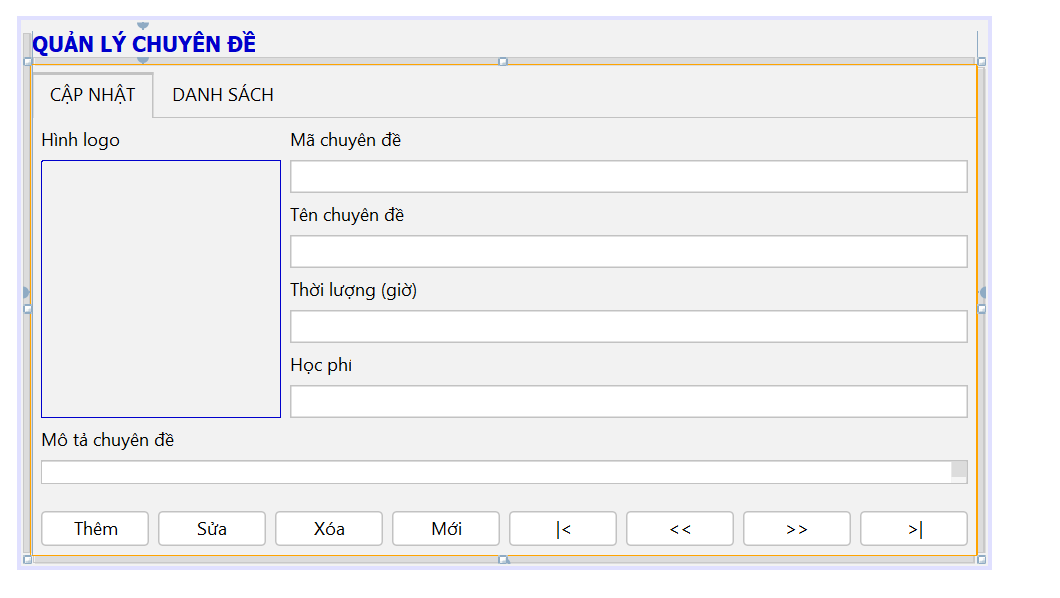 QUẢN LÝ CHUYÊN ĐỀ
CẬP NHẬT DANH SÁCH
Hình logo
Mã chuyên đề
Tên chuyên đề
Thời lượng (giờ)
Học phí
Mô tả chuyên đề
Thêm Sửa Xóa Mới |< << >> >|